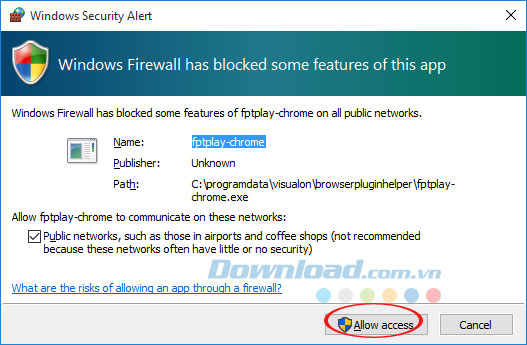 Windows Security Alert
Windows Firewall has blocked some features of this app
Windows Firewall has blocked some features of fptplay-chrome on all public networks.
Name: fptplay-chrome
Publisher: Unknown
Path: C:\programdata\visualon\browserpluginhelper\fptplay-
chrome.exe
Allow fptplay-chrome to communicate on these networks:
Public networks, such as those in airports and coffee shops (not recommended
because these networks often have little or no security)
Download.com.vn
What are the risks of allowing an app through a firewall?
Allow access Cancel